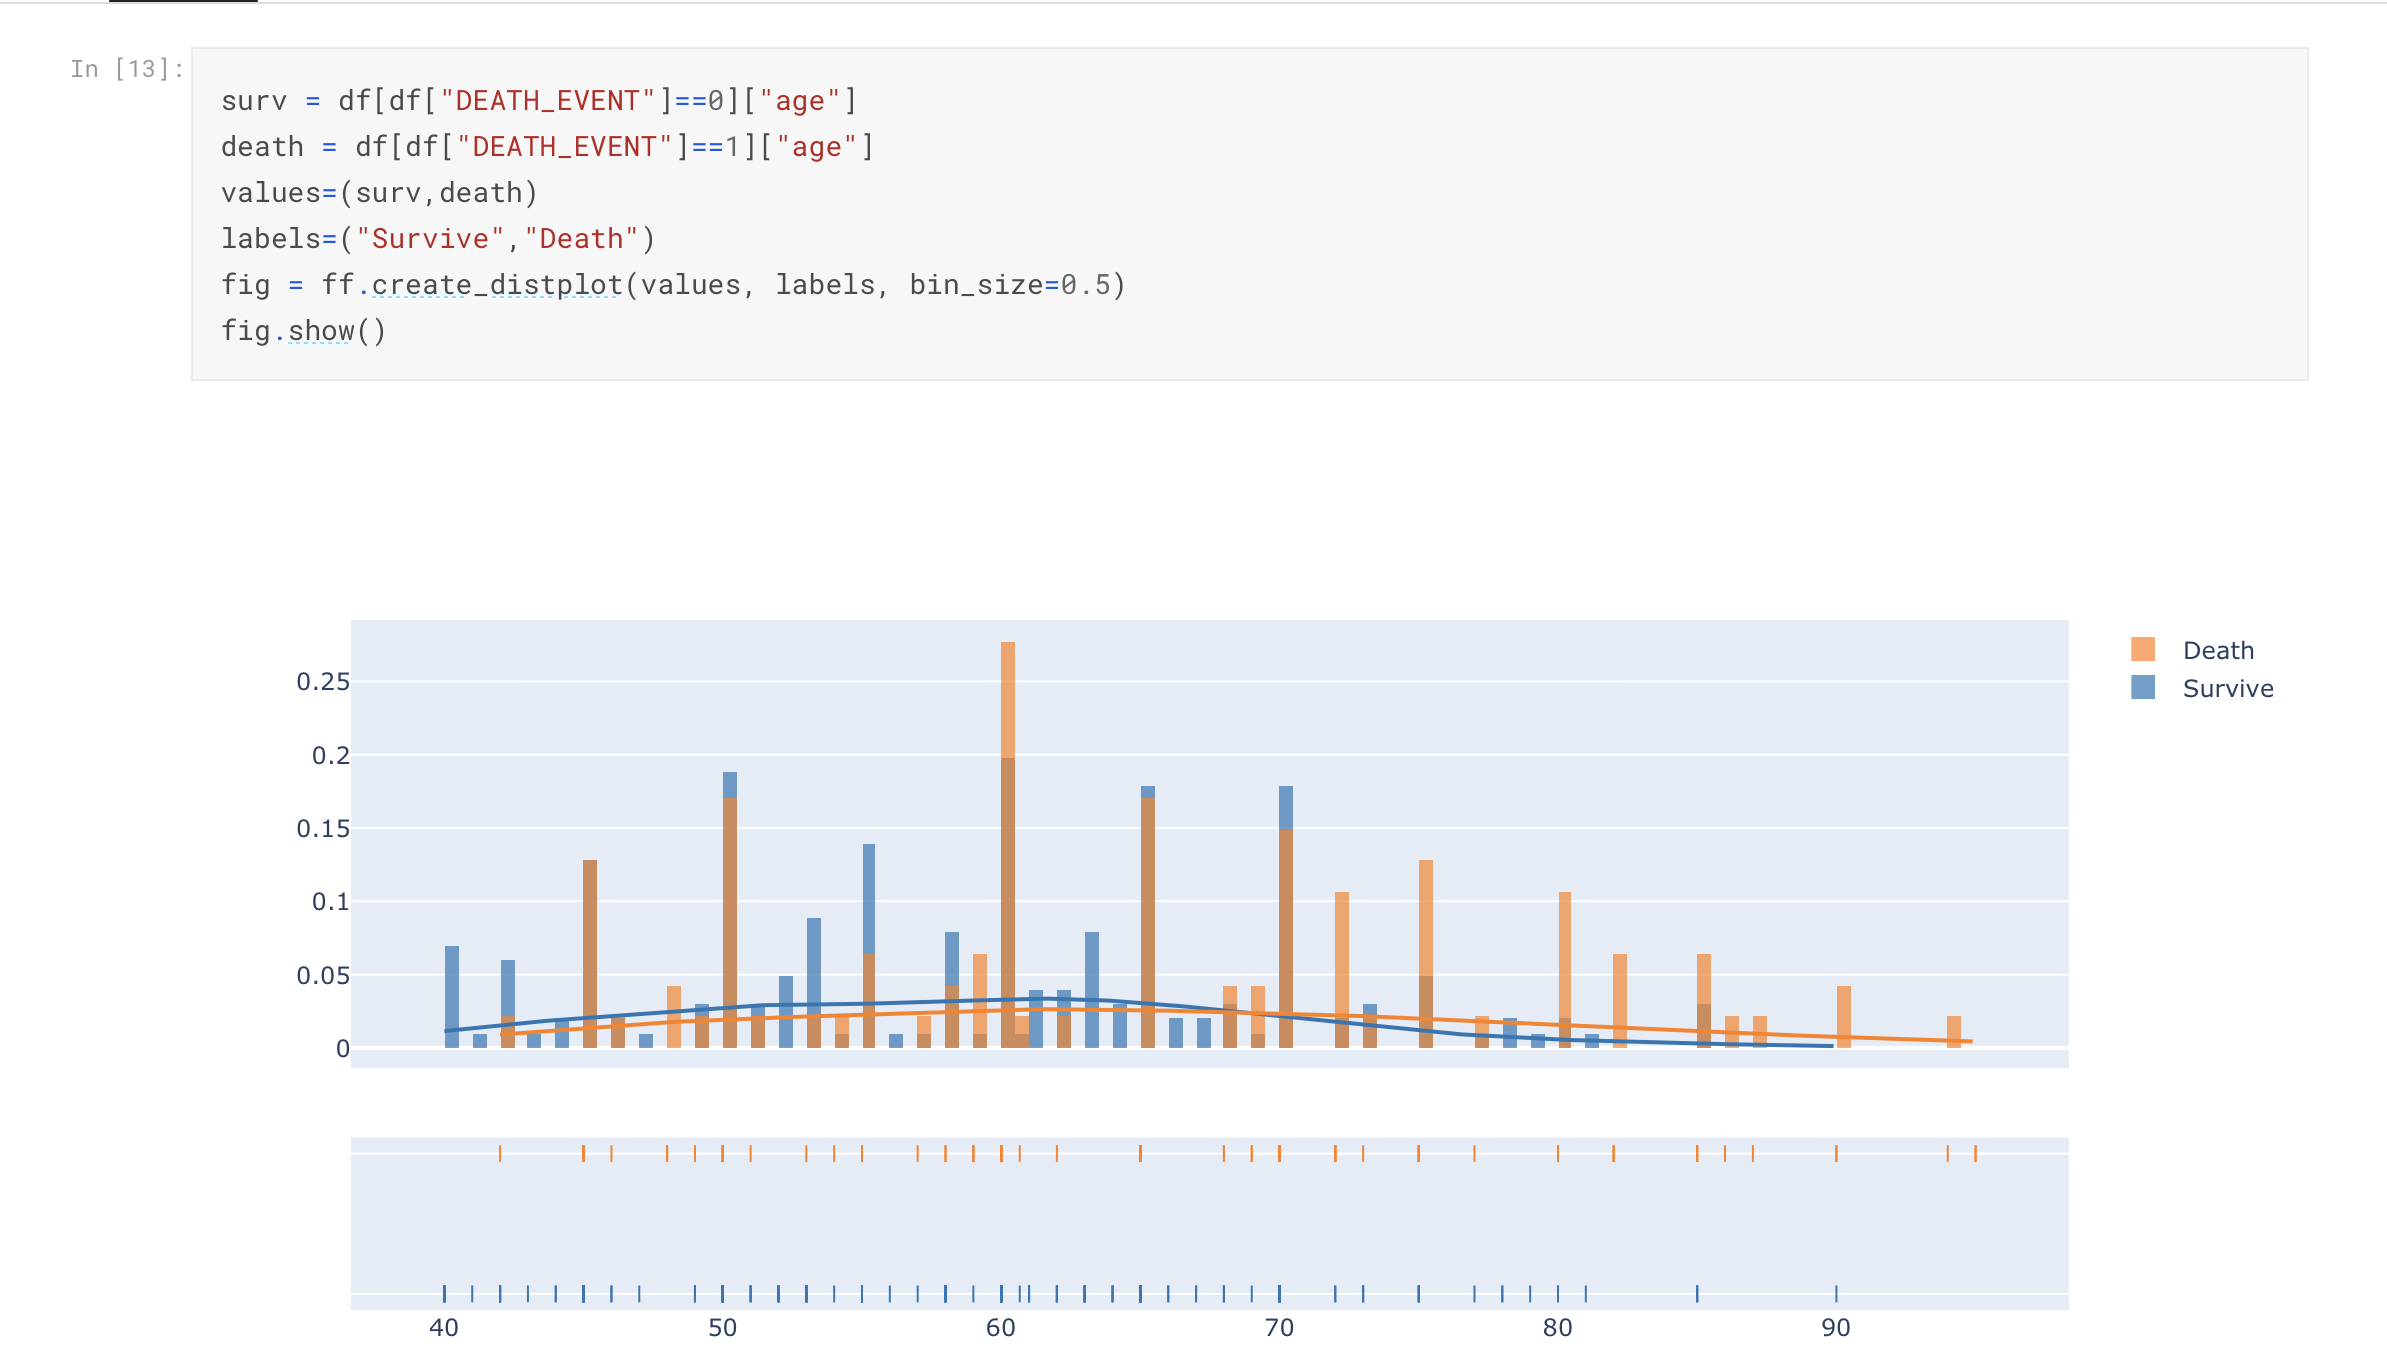 In [13]:
surv = df[df["DEATH_EVENT"]==0]["age"]
death = df[df["DEATH_EVENT"]==1]["age"]
values=(surv,death)
labels=("Survive","Death")
fig = ff.create_distplot(values, labels, bin_size=0.5)
fig.show()
Death
Survive
0.25
0.2
0.15
0.1
0.05
0
40 50 60 70 80 90